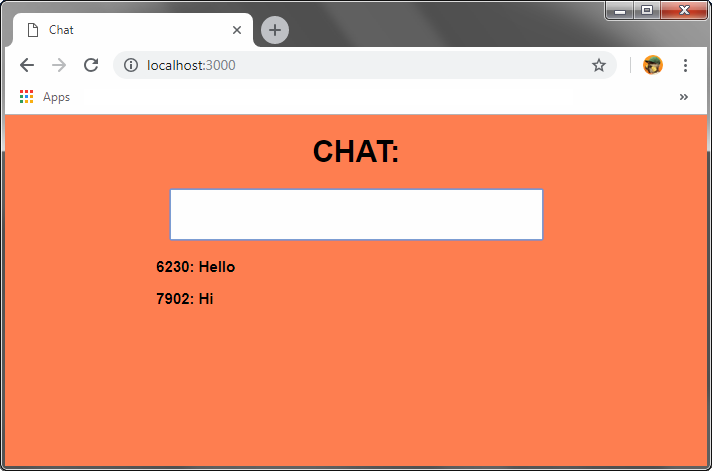 Chat
localhost:3000
Apps
CHAT:
6230: Hello
7902: Hi